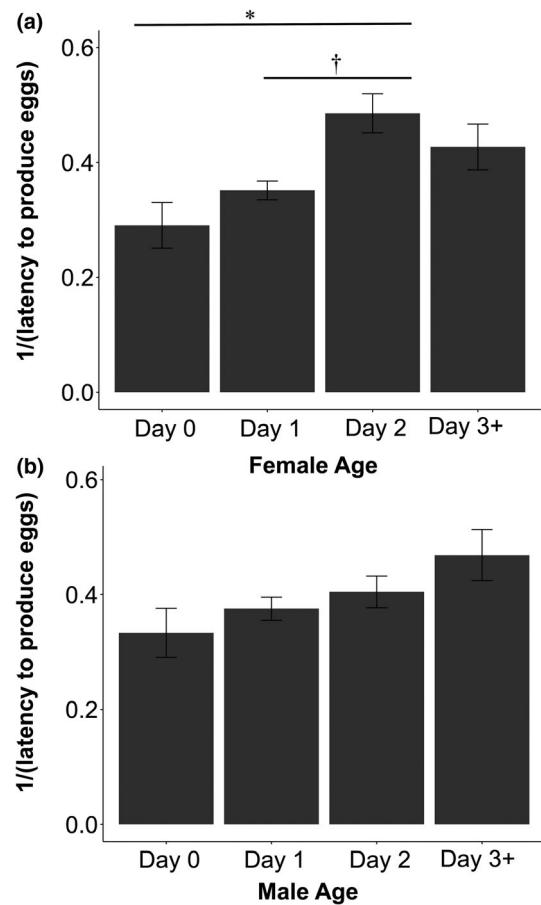 (a)
*
†
0.6
0.4
0.2
0.0
1/(latency to produce eggs)
Day 0 Day 1 Day 2 Day 3+
Female Age
(b)
0.6
0.4
0.2
0.0
1/(latency to produce eggs)
Day 0 Day 1 Day 2 Day 3+
Male Age